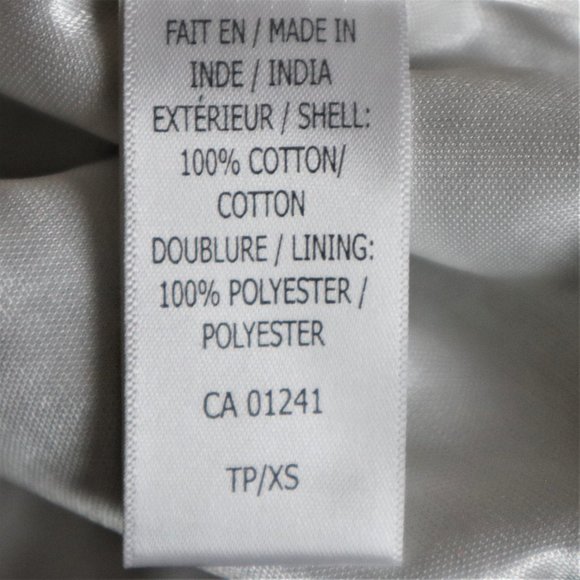 FAIT EN / MADE IN
INDE / INDIA
EXTÉRIEUR / SHELL:
100% COTTON/
COTTON
DOUBLURE / LINING:
100% POLYESTER /
POLYESTER
CA 01241
TP/XS